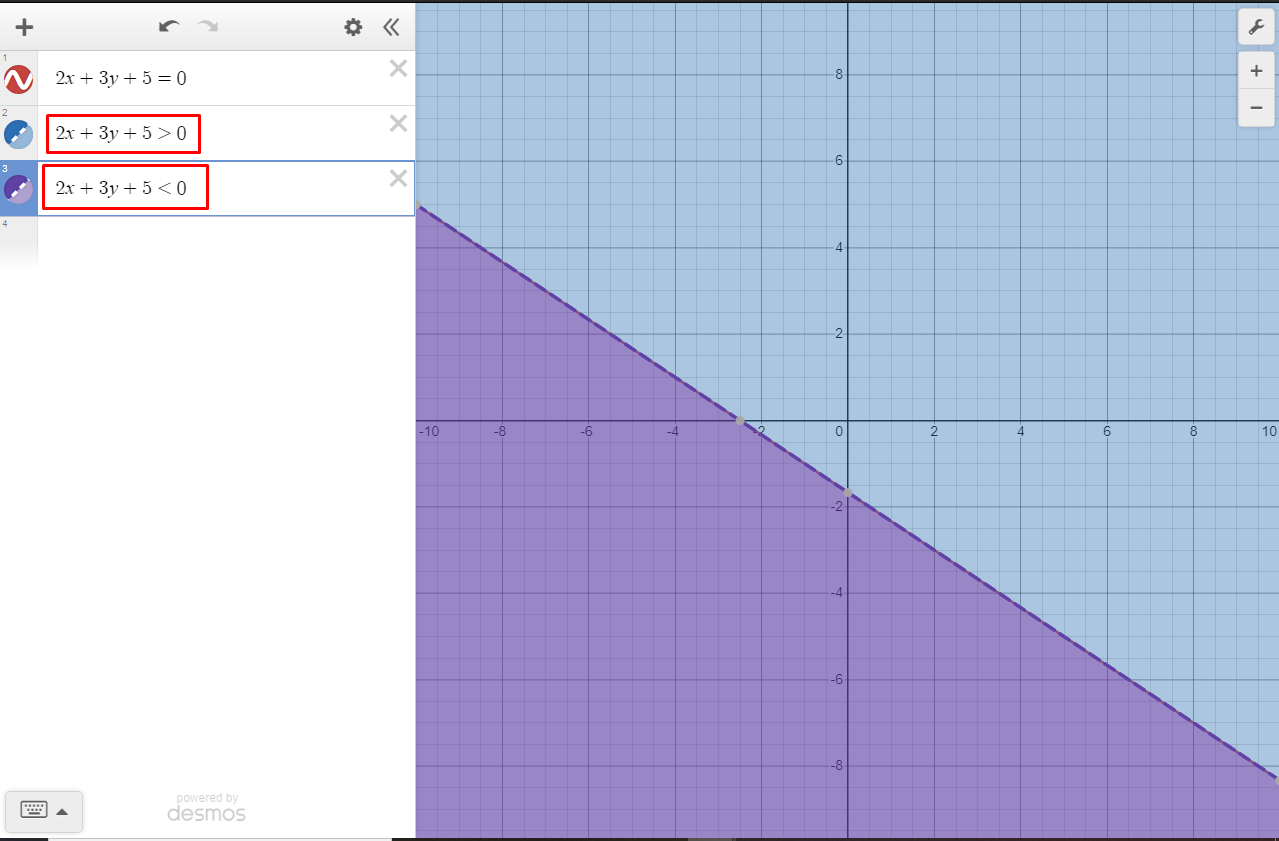 1
2x + 3y + 5 = 0
2
2x + 3y + 5 > 0
3
2x + 3y + 5 < 0
4
powered by
desmos
8
6
4
2
-10 -8 -6 -4 -2 0 2 4 6 8 10
-2
-4
-6
-8